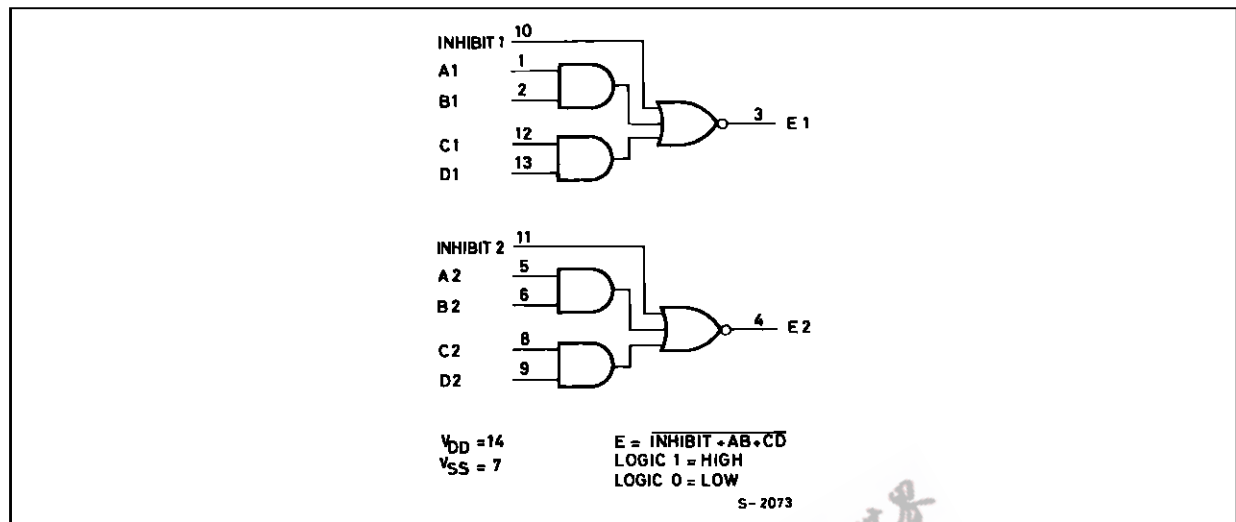 INHIBIT 1 10
A1 1
B1 2
C1 12
D1 13
3 E1
INHIBIT 2 11
A2 5
B2 6
C2 8
D2 9
4 E2
VDD = 14
VSS = 7
E = INHIBIT + AB + CD
LOGIC 1 = HIGH
LOGIC 0 = LOW
S-2073